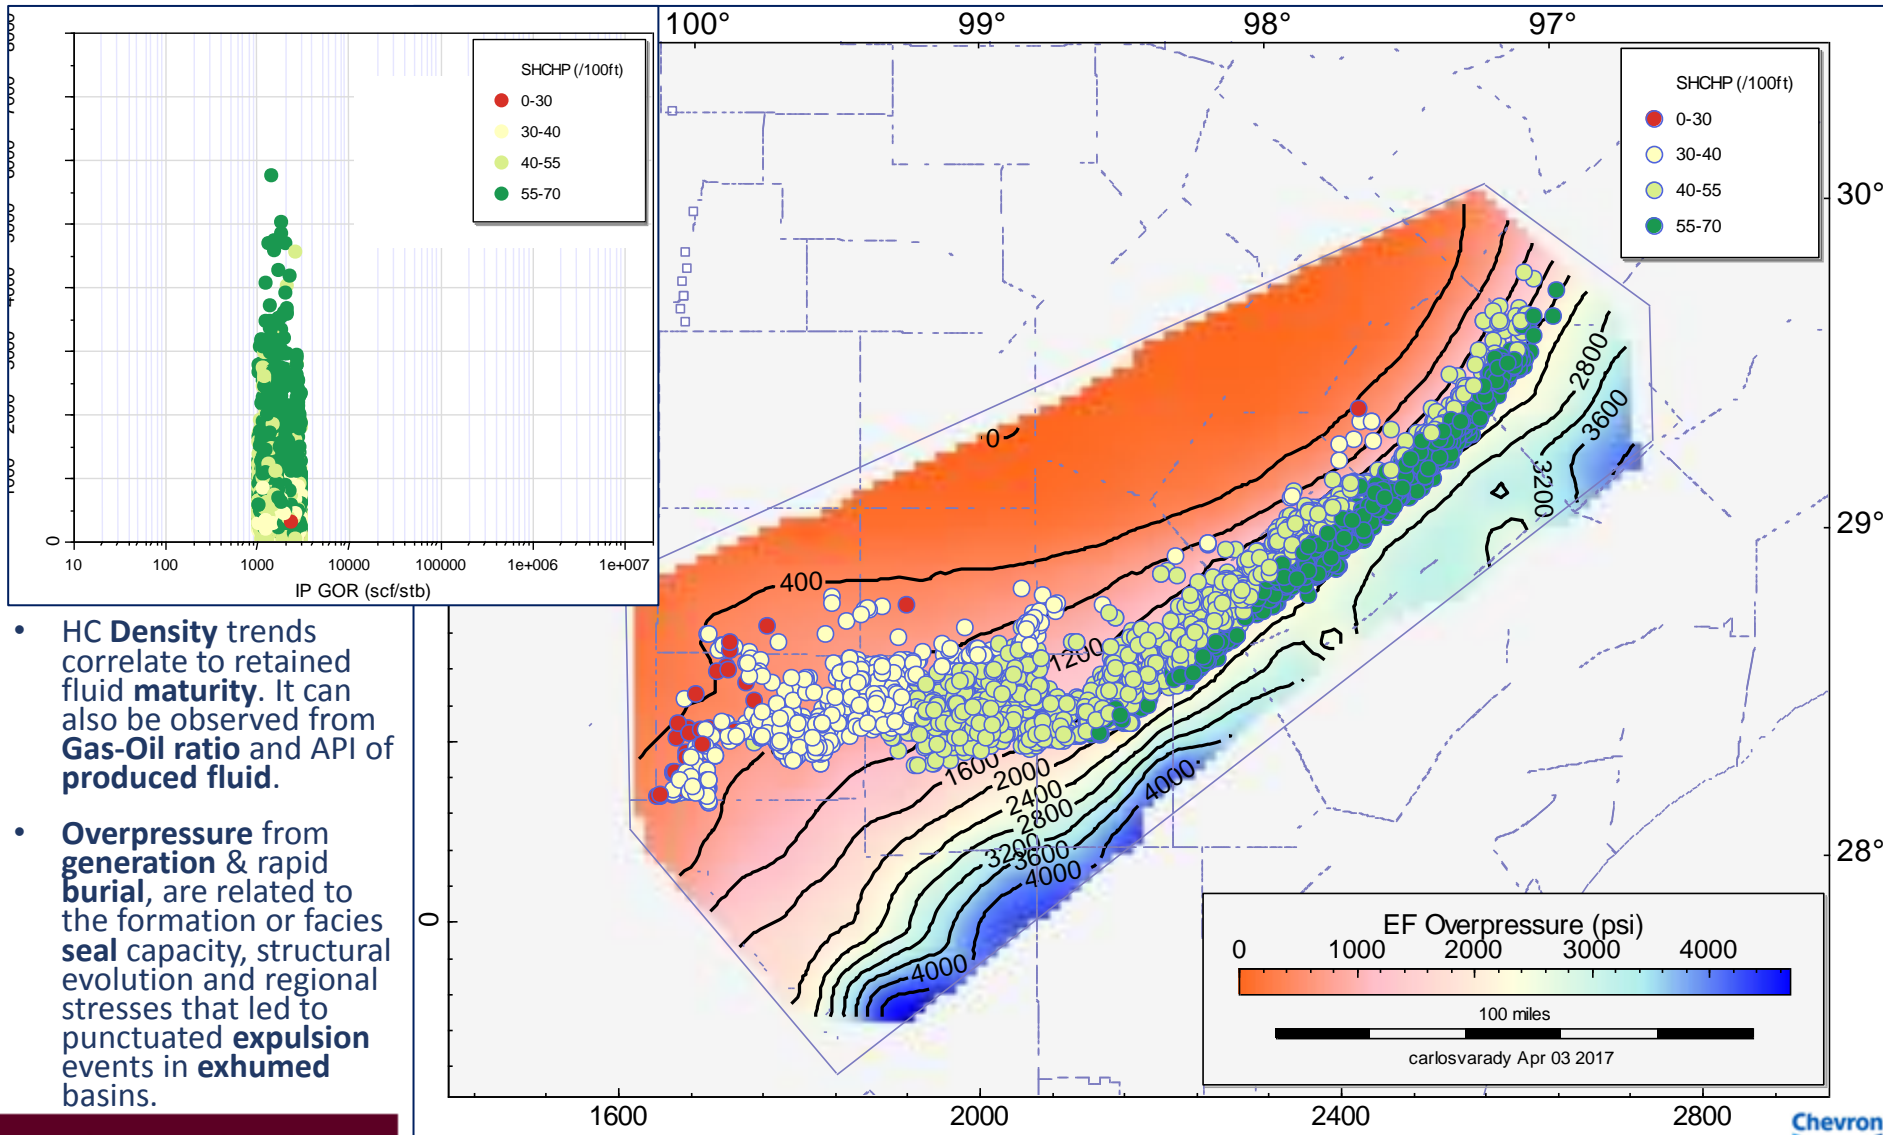 100°
99°
98°
97°
SHCHP (/100ft)
0-30
30-40
40-55
55-70
0
10
100
1000
10000
100000
1e+006
1e+007
IP GOR (scf/stb)
SHCHP (/100ft)
0-30
30-40
40-55
55-70
30°
29°
28°
0
400
1200
1600
2000
2400
2800
3200
3600
4000
4000
4000
2800
3600
3200
• HC Density trends
correlate to retained
fluid maturity. It can
also be observed from
Gas-Oil ratio and API of
produced fluid.
• Overpressure from
generation & rapid
burial, are related to
the formation or facies
seal capacity, structural
evolution and regional
stresses that led to
punctuated expulsion
events in exhumed
basins.
0
EF Overpressure (psi)
0
1000
2000
3000
4000
100 miles
carlosvarady Apr 03 2017
1600
2000
2400
2800
Chevron